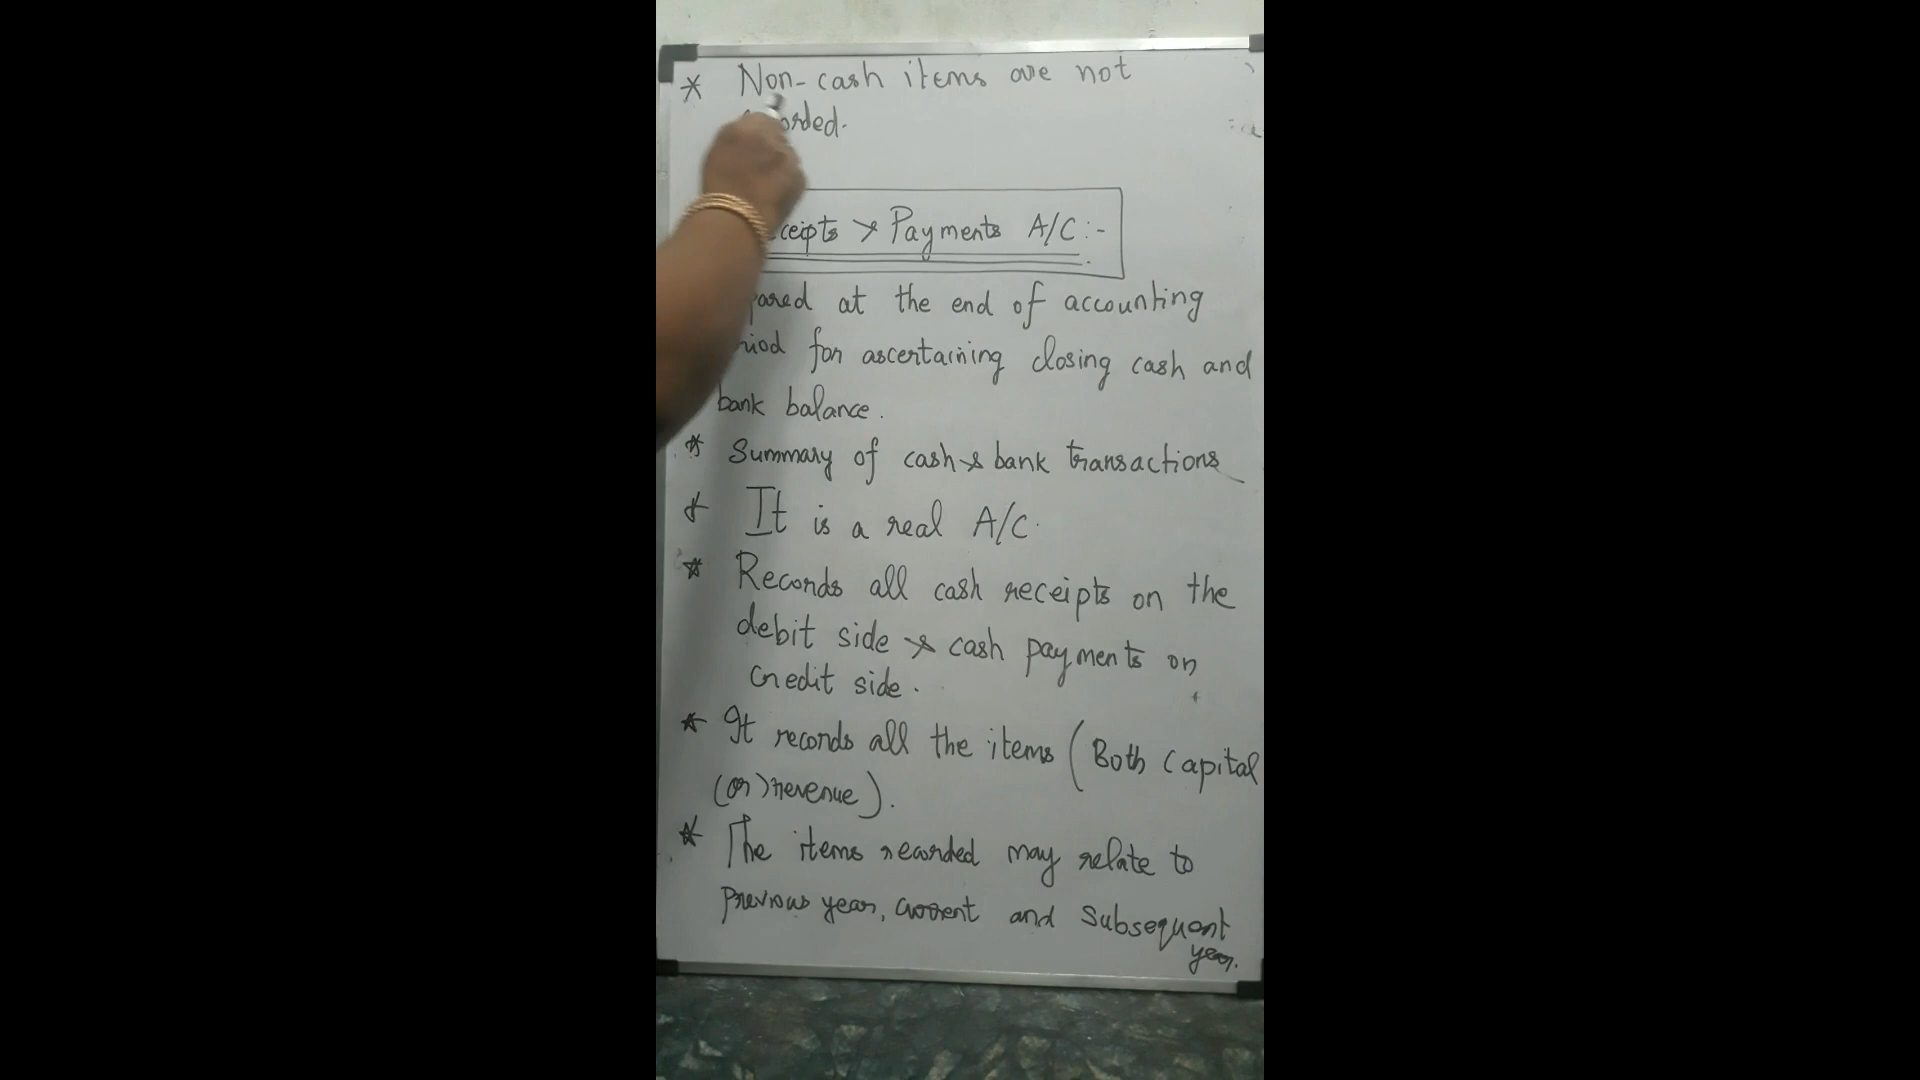 * Non-cash items are not
orded.
ceipts & Payments A/C :-
pared at the end of accounting
riod for ascertaining closing cash and
bank balance.
* Summary of cash & bank transactions
* It is a real A/C.
* Records all cash receipts on the
debit side & cash payments on
credit side.
* It records all the items (Both Capital
(or) revenue).
* The items recorded may relate to
previous year, current and subsequent
year.